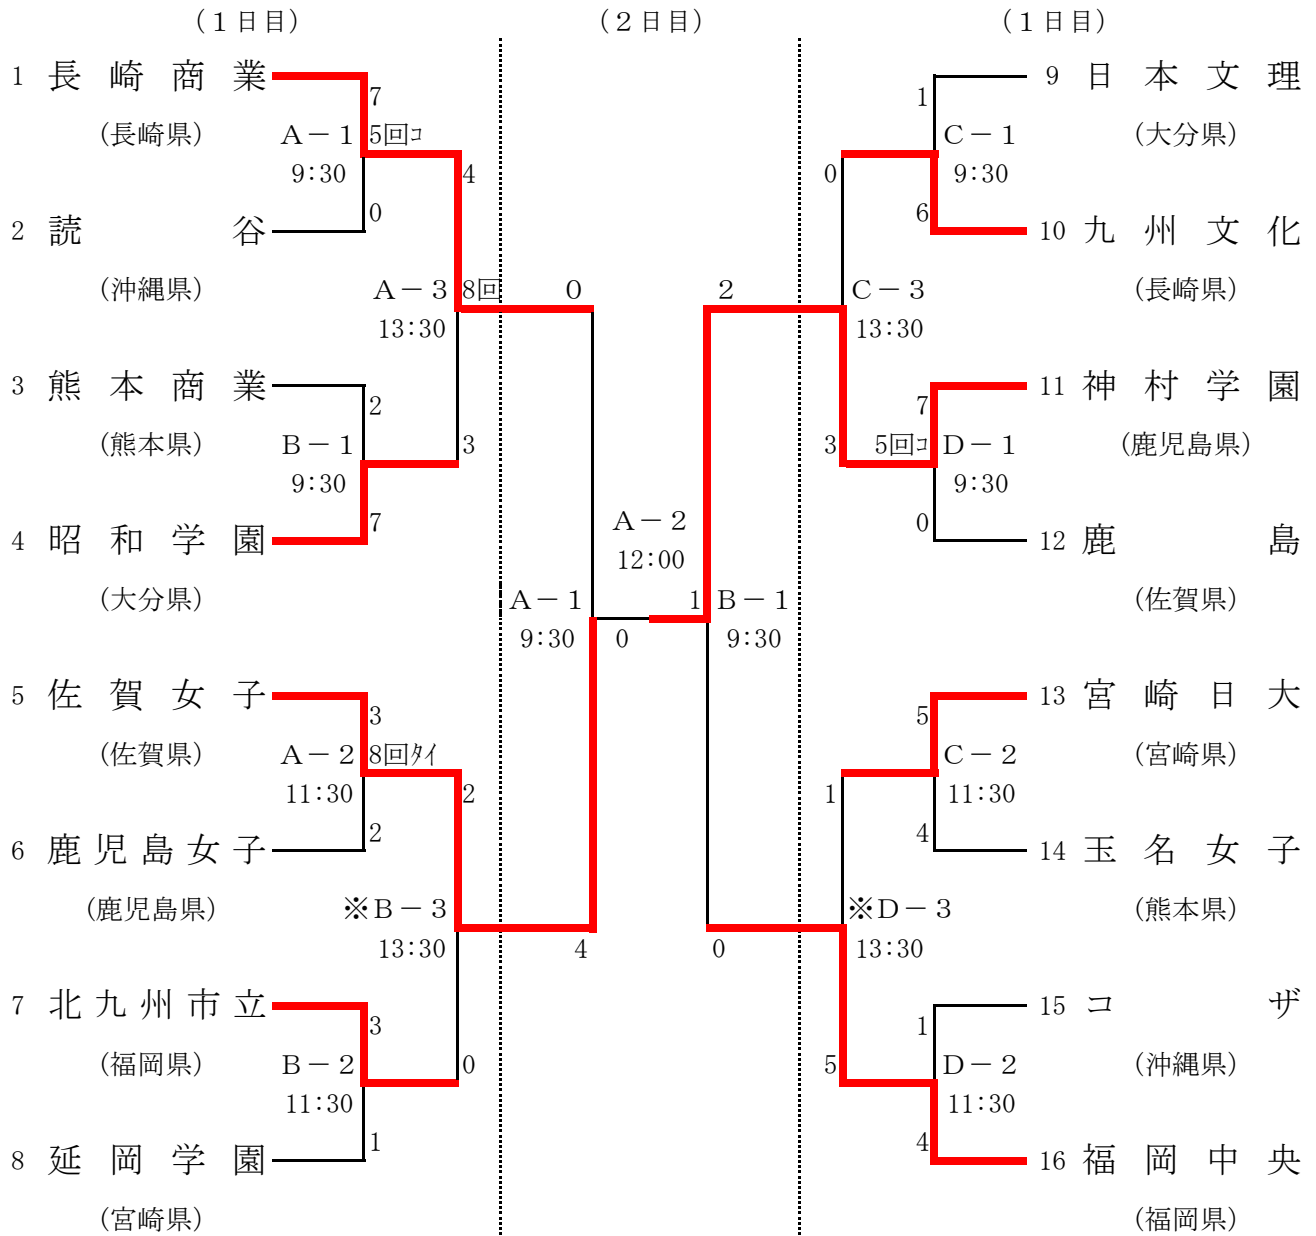 (１日目)
(２日目)
(１日目)
1 長崎商業
(長崎県)
2 読谷
(沖縄県)
3 熊本商業
(熊本県)
4 昭和学園
(大分県)
5 佐賀女子
(佐賀県)
6 鹿児島女子
(鹿児島県)
7 北九州市立
(福岡県)
8 延岡学園
(宮崎県)
7
A－1 5回ｺ
9:30
0
2
B－1
9:30
7
3
A－2 8回ﾀｲ
11:30
2
3
B－2
11:30
1
4
A－3 8回
13:30
3
2
※B－3
13:30
0
0
A－1
9:30
4
A－2
12:00
0
1
2
B－1
9:30
0
0
C－3
13:30
3
1
※D－3
13:30
5
1
C－1
9:30
6
7
5回ｺ D－1
9:30
0
5
C－2
11:30
4
1
D－2
11:30
4
9 日本文理
(大分県)
10 九州文化
(長崎県)
11 神村学園
(鹿児島県)
12 鹿島
(佐賀県)
13 宮崎日大
(宮崎県)
14 玉名女子
(熊本県)
15 コザ
(沖縄県)
16 福岡中央
(福岡県)